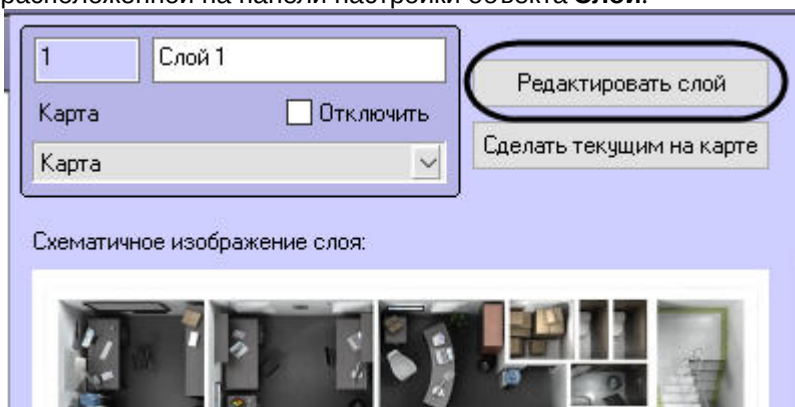 расположенной на панели настройки объекта Слой.
1
Слой 1
Редактировать слой
Карта
Отключить
Сделать текущим на карте
Карта
Схематичное изображение слоя: